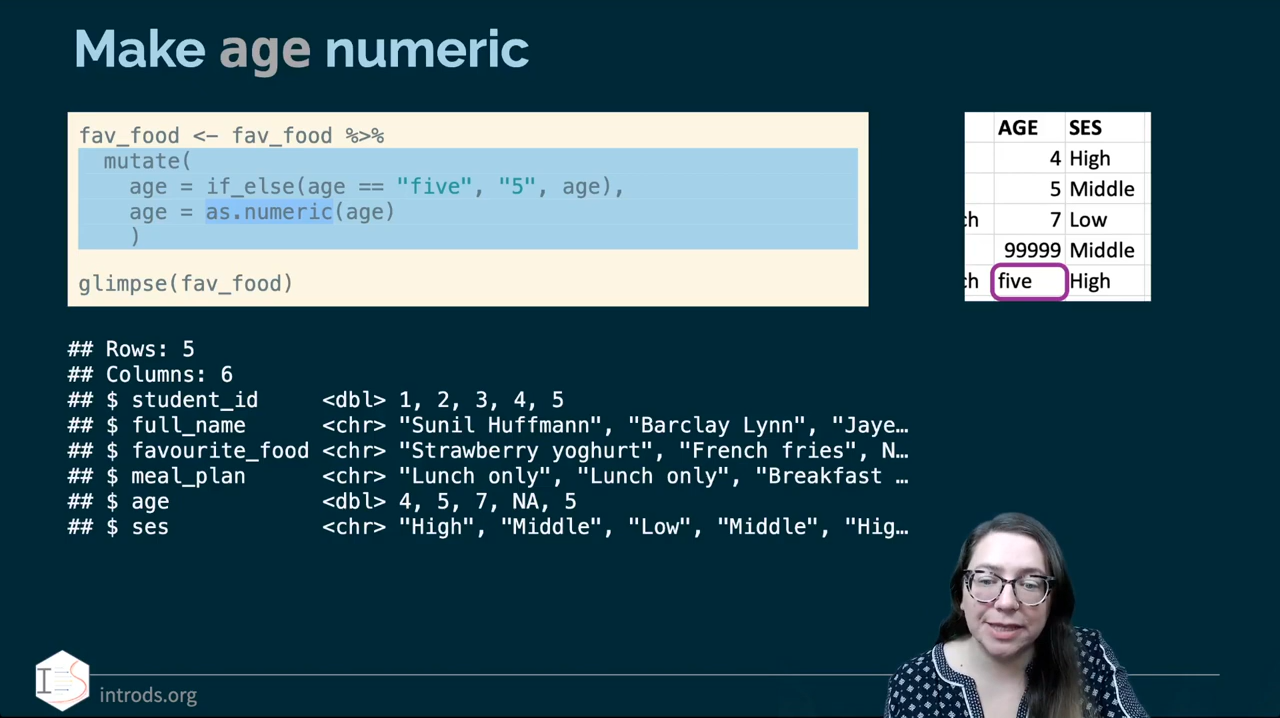 Make age numeric
fav_food <- fav_food %>%
  mutate(
    age = if_else(age == "five", "5", age),
    age = as.numeric(age)
    )
glimpse(fav_food)
AGE SES
4 High
5 Middle
ch 7 Low
99999 Middle
ch five High
## Rows: 5
## Columns: 6
## $ student_id     <dbl> 1, 2, 3, 4, 5
## $ full_name      <chr> "Sunil Huffmann", "Barclay Lynn", "Jaye…
## $ favourite_food <chr> "Strawberry yoghurt", "French fries", N…
## $ meal_plan      <chr> "Lunch only", "Lunch only", "Breakfast …
## $ age            <dbl> 4, 5, 7, NA, 5
## $ ses            <chr> "High", "Middle", "Low", "Middle", "Hig…
introds.org